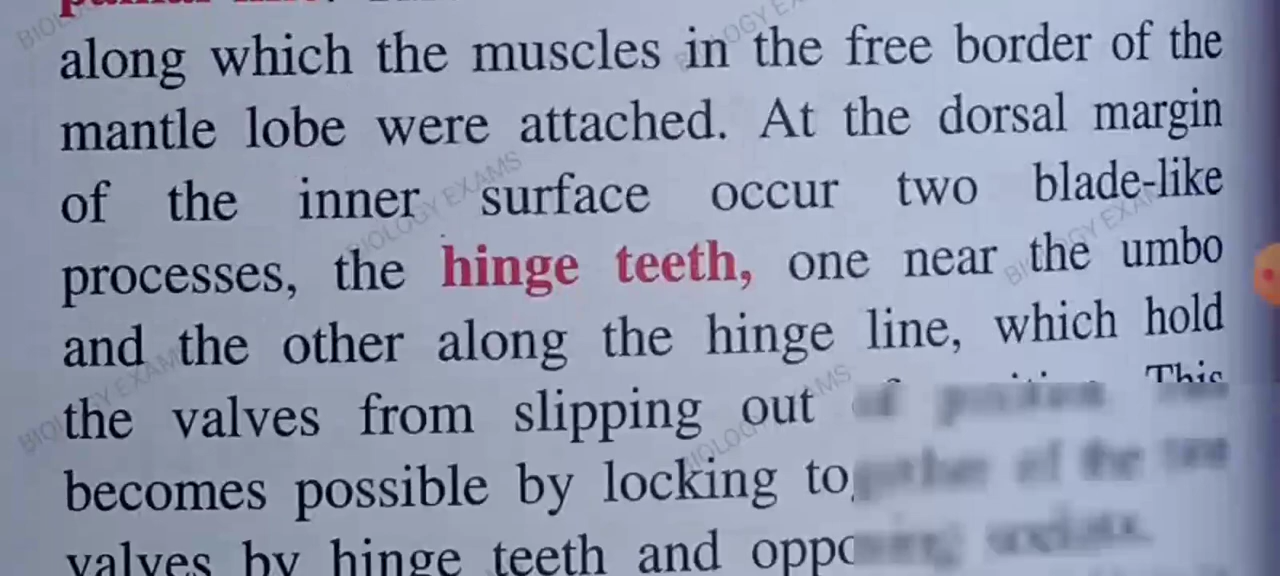 along which the muscles in the free border of the
mantle lobe were attached. At the dorsal margin
of the inner surface occur two blade-like
processes, the hinge teeth, one near the umbo
and the other along the hinge line, which hold
the valves from slipping out This
becomes possible by locking
valves by hinge teeth and
BIOLOGY EXAMS